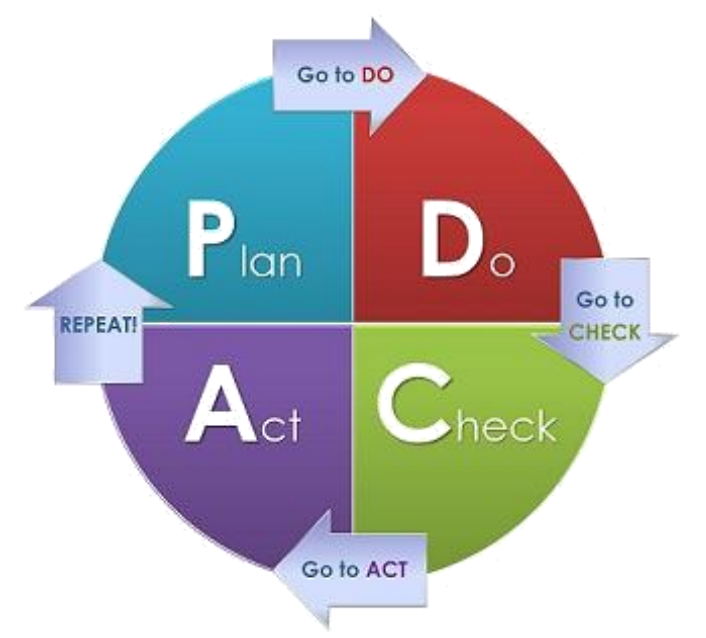 Go to DO
Plan
Do
Go to
CHECK
REPEAT!
Act
Check
Go to ACT